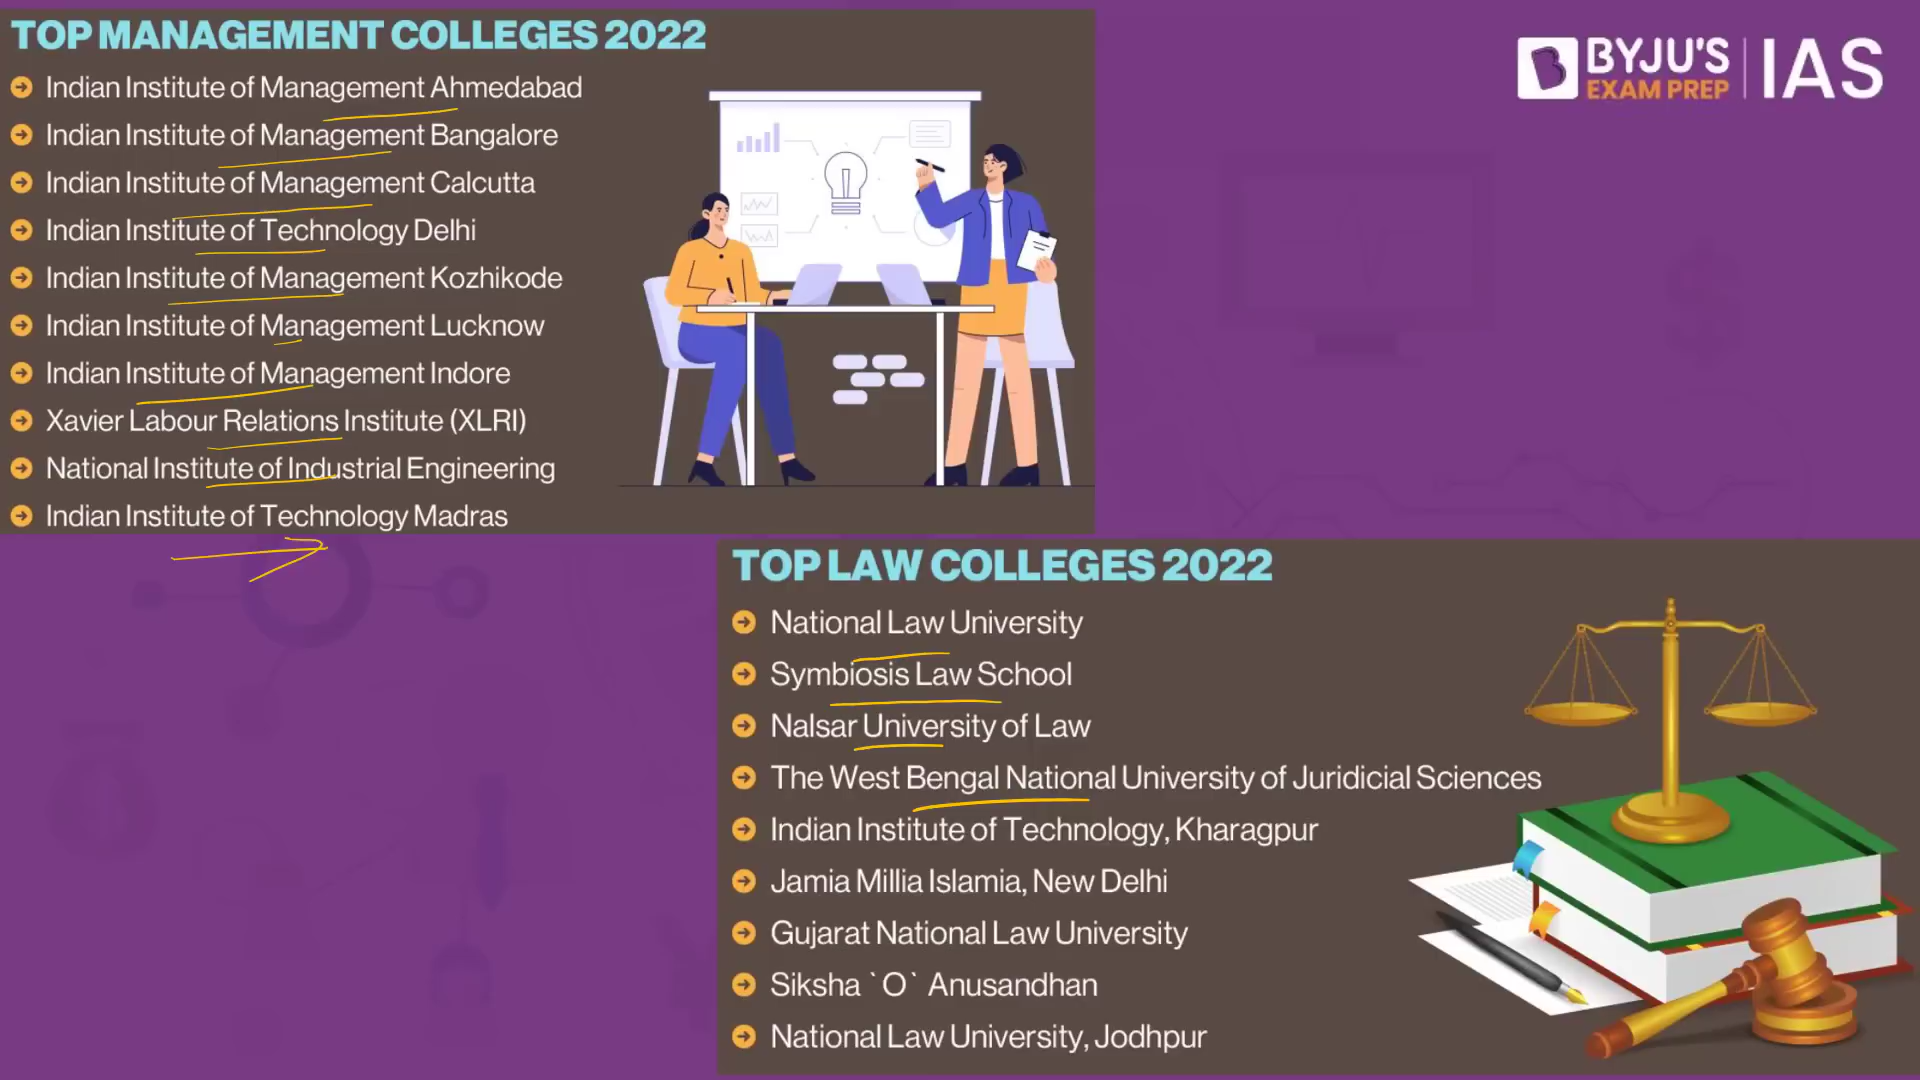 TOP MANAGEMENT COLLEGES 2022
Indian Institute of Management Ahmedabad
Indian Institute of Management Bangalore
Indian Institute of Management Calcutta
Indian Institute of Technology Delhi
Indian Institute of Management Kozhikode
Indian Institute of Management Lucknow
Indian Institute of Management Indore
Xavier Labour Relations Institute (XLRI)
National Institute of Industrial Engineering
Indian Institute of Technology Madras
BYJU'S
EXAM PREP
IAS
TOP LAW COLLEGES 2022
National Law University
Symbiosis Law School
Nalsar University of Law
The West Bengal National University of Juridicial Sciences
Indian Institute of Technology, Kharagpur
Jamia Millia Islamia, New Delhi
Gujarat National Law University
Siksha `O` Anusandhan
National Law University, Jodhpur